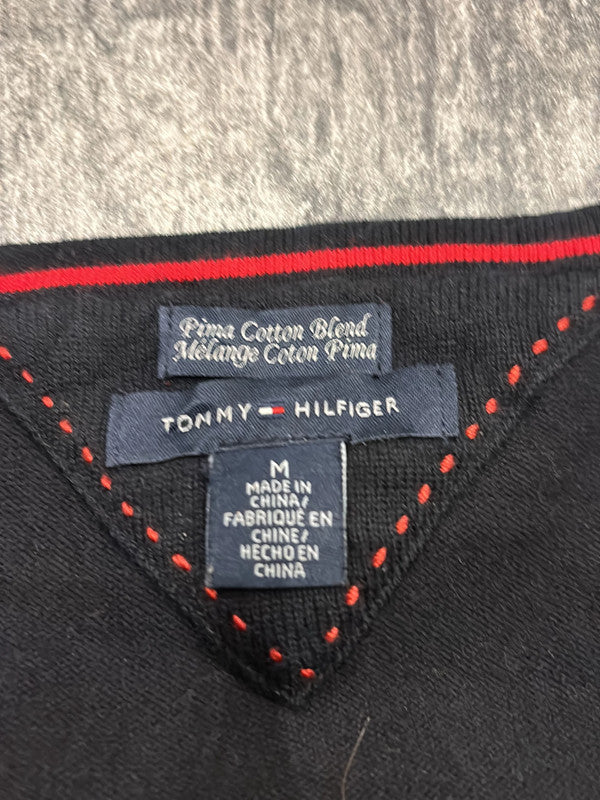 Pima Cotton Blend
Mélange Coton Pima
TOMMY HILFIGER
M
MADE IN
CHINA/
FABRIQUÉ EN
CHINE/
HECHO EN
CHINA